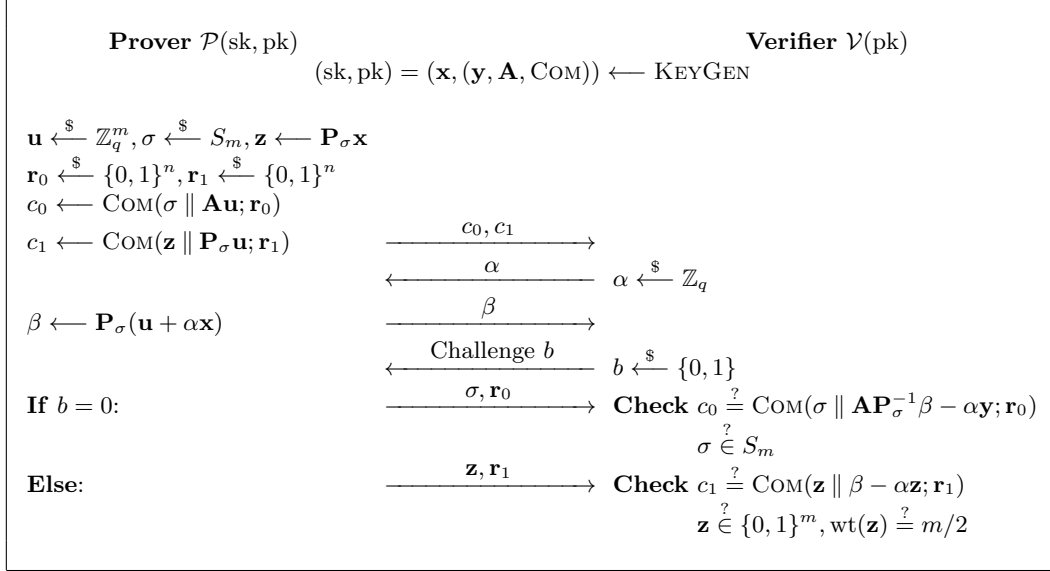 Prover 𝒫(sk, pk) Verifier 𝒱(pk)
(sk, pk) = (x, (y, A, COM)) ⟵ KEYGEN
u ⟵$ ℤ_q^m, σ ⟵$ S_m, z ⟵ P_σx
r_0 ⟵$ {0, 1}^n, r_1 ⟵$ {0, 1}^n
c_0 ⟵ COM(σ ∥ Au; r_0)
c_1 ⟵ COM(z ∥ P_σu; r_1) c_0, c_1
α α ⟵$ ℤ_q
β ⟵ P_σ(u + αx) β
Challenge b b ⟵$ {0, 1}
If b = 0: σ, r_0 Check c_0 ≟ COM(σ ∥ AP_σ^{-1}β − αy; r_0)
σ ∈? S_m
Else: z, r_1 Check c_1 ≟ COM(z ∥ β − αz; r_1)
z ∈? {0, 1}^m, wt(z) ≟ m/2